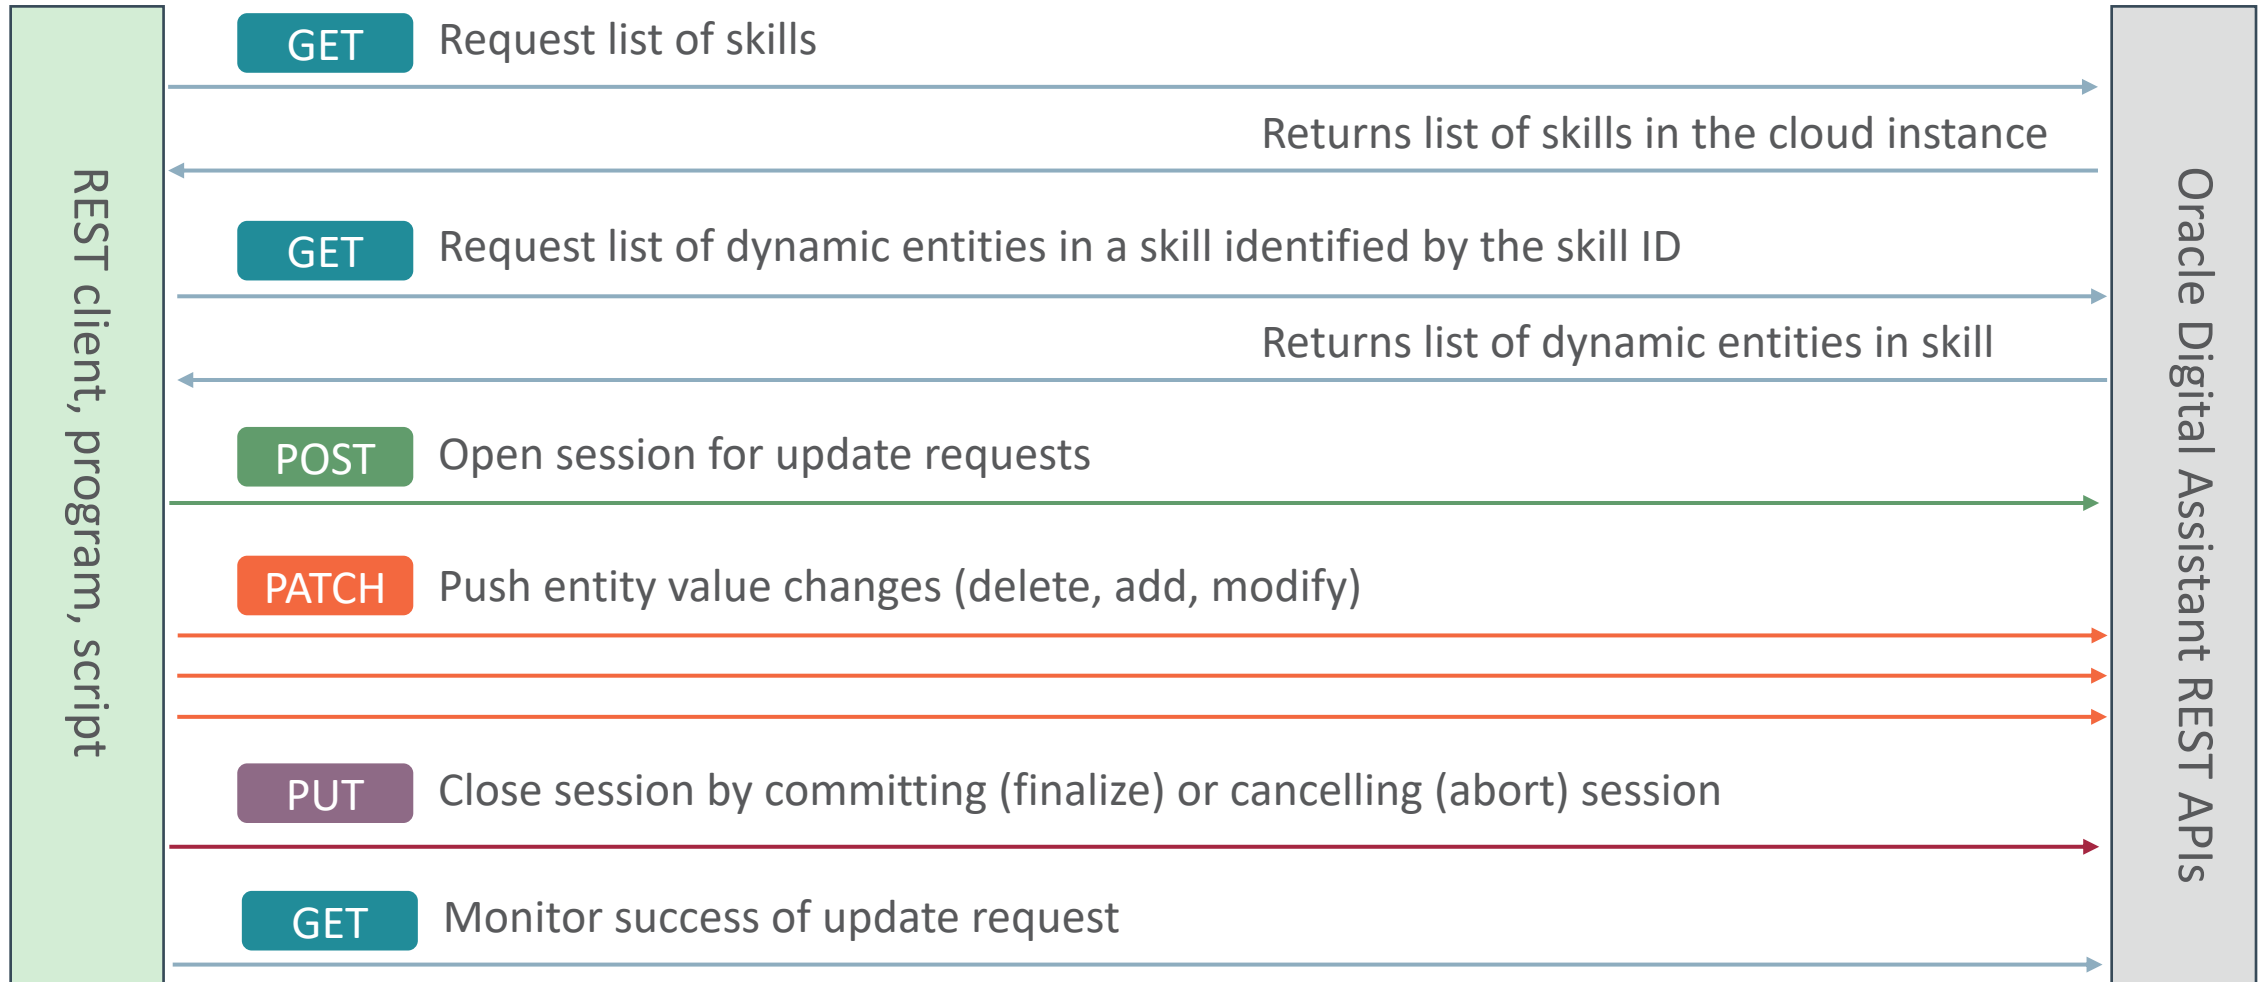 REST client, program, script
GET
Request list of skills
Returns list of skills in the cloud instance
GET
Request list of dynamic entities in a skill identified by the skill ID
Returns list of dynamic entities in skill
POST
Open session for update requests
PATCH
Push entity value changes (delete, add, modify)
PUT
Close session by committing (finalize) or cancelling (abort) session
GET
Monitor success of update request
Oracle Digital Assistant REST APIs